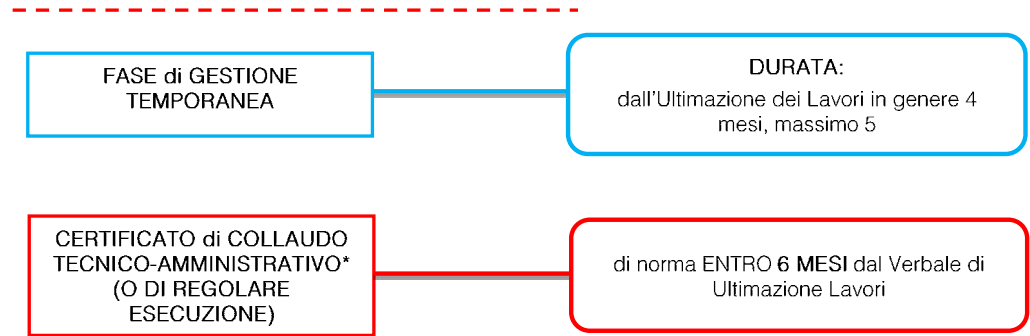 FASE di GESTIONE
TEMPORANEA
DURATA:
dall'Ultimazione dei Lavori in genere 4
mesi, massimo 5
CERTIFICATO di COLLAUDO
TECNICO-AMMINISTRATIVO*
(O DI REGOLARE
ESECUZIONE)
di norma ENTRO 6 MESI dal Verbale di
Ultimazione Lavori